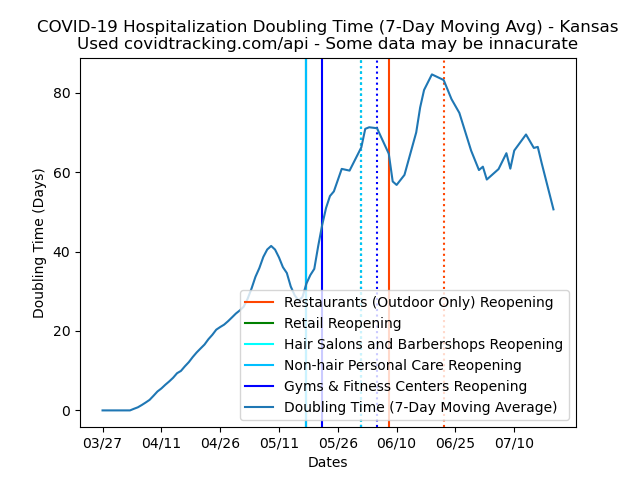 COVID-19 Hospitalization Doubling Time (7-Day Moving Avg) - Kansas
Used covidtracking.com/api - Some data may be innacurate
Doubling Time (Days)
80
60
40
20
0
Restaurants (Outdoor Only) Reopening
Retail Reopening
Hair Salons and Barbershops Reopening
Non-hair Personal Care Reopening
Gyms & Fitness Centers Reopening
Doubling Time (7-Day Moving Average)
03/27 04/11 04/26 05/11 05/26 06/10 06/25 07/10
Dates